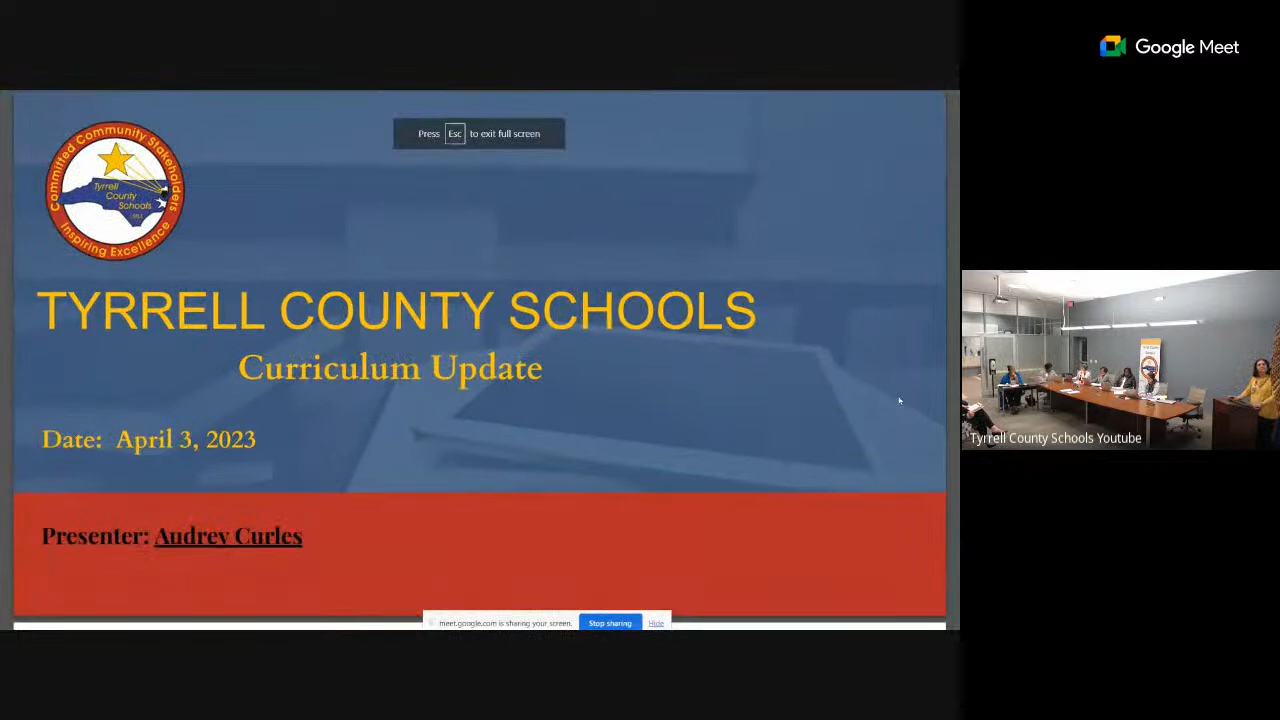 Google Meet
Press Esc to exit full screen
Committed Community Stakeholders
Tyrrell
County
Schools
Inspiring Excellence
TYRRELL COUNTY SCHOOLS
Curriculum Update
Date: April 3, 2023
Presenter: Audrey Curles
Tyrrell County Schools Youtube
meet.google.com is sharing your screen. Stop sharing Hide